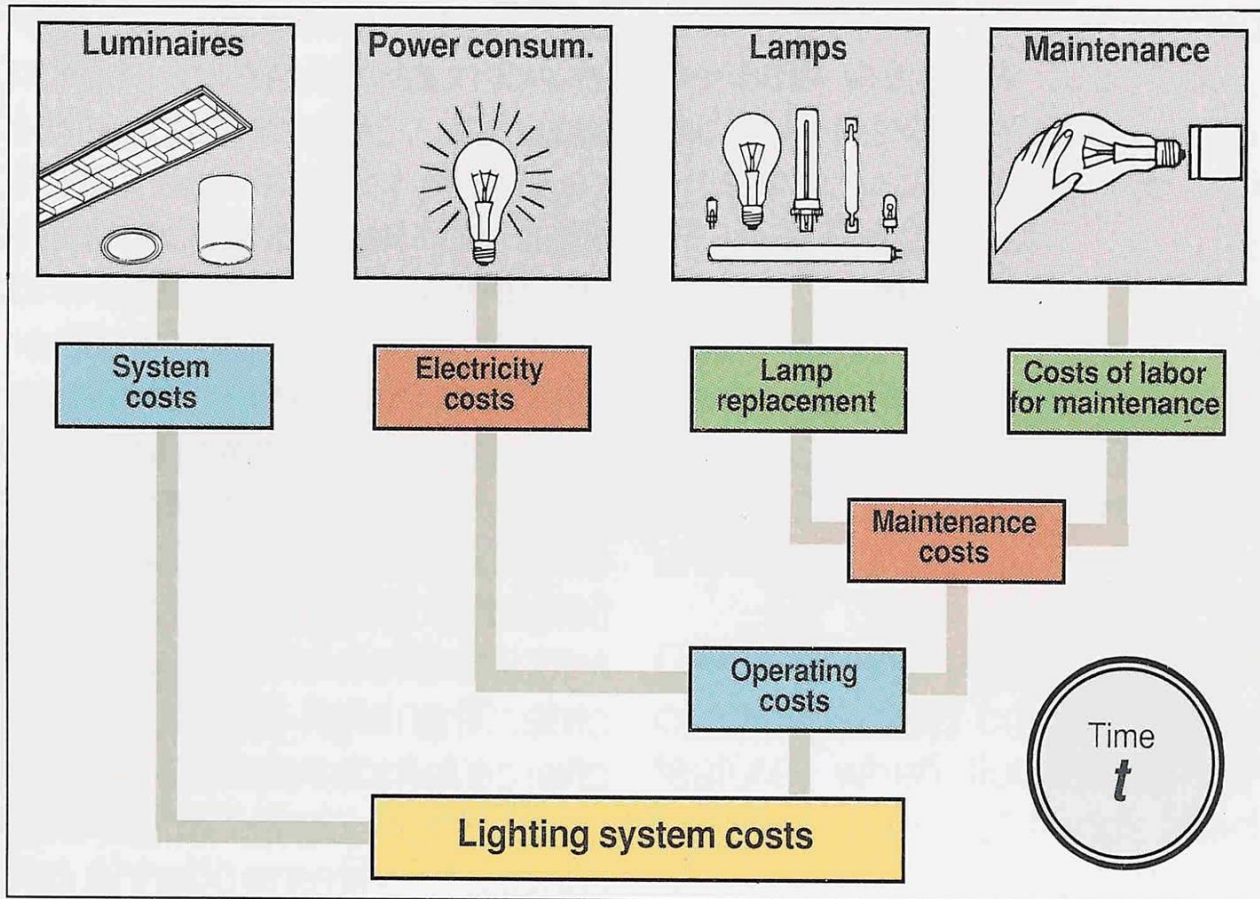 Luminaires
Power consum.
Lamps
Maintenance
System
costs
Electricity
costs
Lamp
replacement
Costs of labor
for maintenance
Maintenance
costs
Operating
costs
Time
t
Lighting system costs